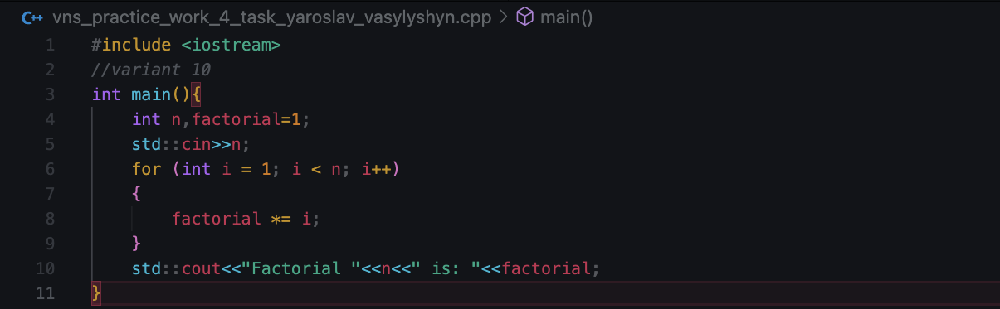 vns_practice_work_4_task_yaroslav_vasylyshyn.cpp > main()
1 #include <iostream>
2 //variant 10
3 int main(){
4 int n,factorial=1;
5 std::cin>>n;
6 for (int i = 1; i < n; i++)
7 {
8 factorial *= i;
9 }
10 std::cout<<"Factorial "<<n<<" is: "<<factorial;
11 }